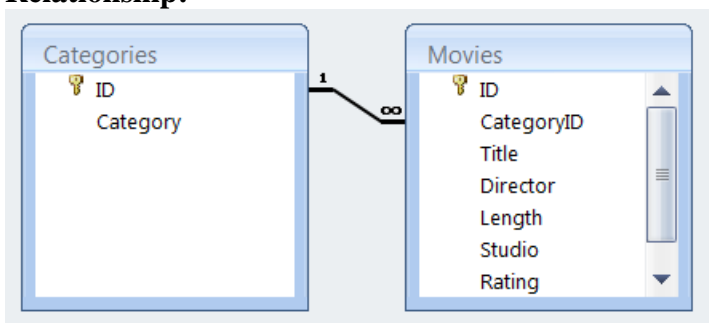 Relationship:
Categories
ID
Category
1
∞
Movies
ID
CategoryID
Title
Director
Length
Studio
Rating